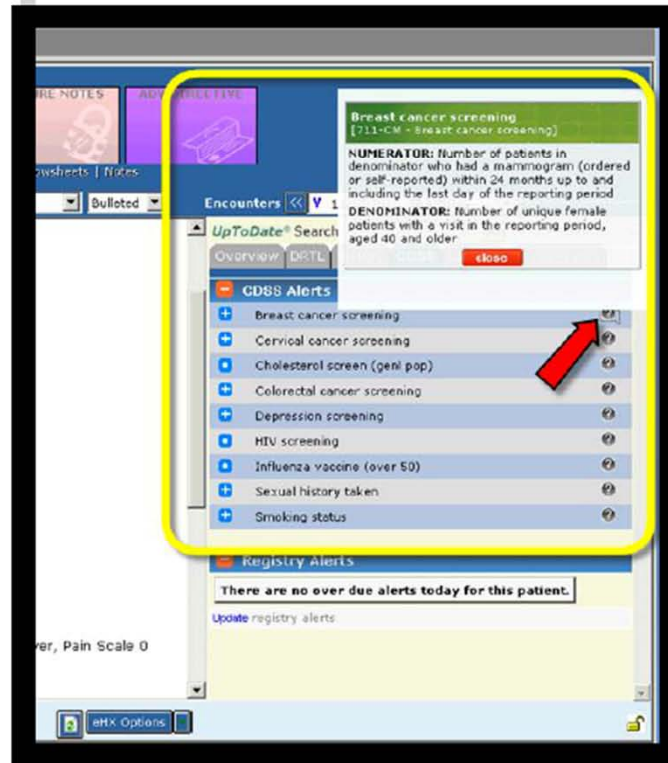 RE NOTES
owsheets | Notes
Bulleted
Encounters
UpToDate® Search
Overview DRTL
Breast cancer screening
[711-CM - Breast cancer screening]
NUMERATOR: Number of patients in
denominator who had a mammogram (ordered
or self-reported) within 24 months up to and
including the last day of the reporting period
DENOMINATOR: Number of unique female
patients with a visit in the reporting period,
aged 40 and older
close
CDSS Alerts
Breast cancer screening
Cervical cancer screening
Cholesterol screen (genl pop)
Colorectal cancer screening
Depression screening
HIV screening
Influenza vaccine (over 50)
Sexual history taken
Smoking status
Registry Alerts
There are no over due alerts today for this patient.
Update registry alerts
ver, Pain Scale 0
eHX Options